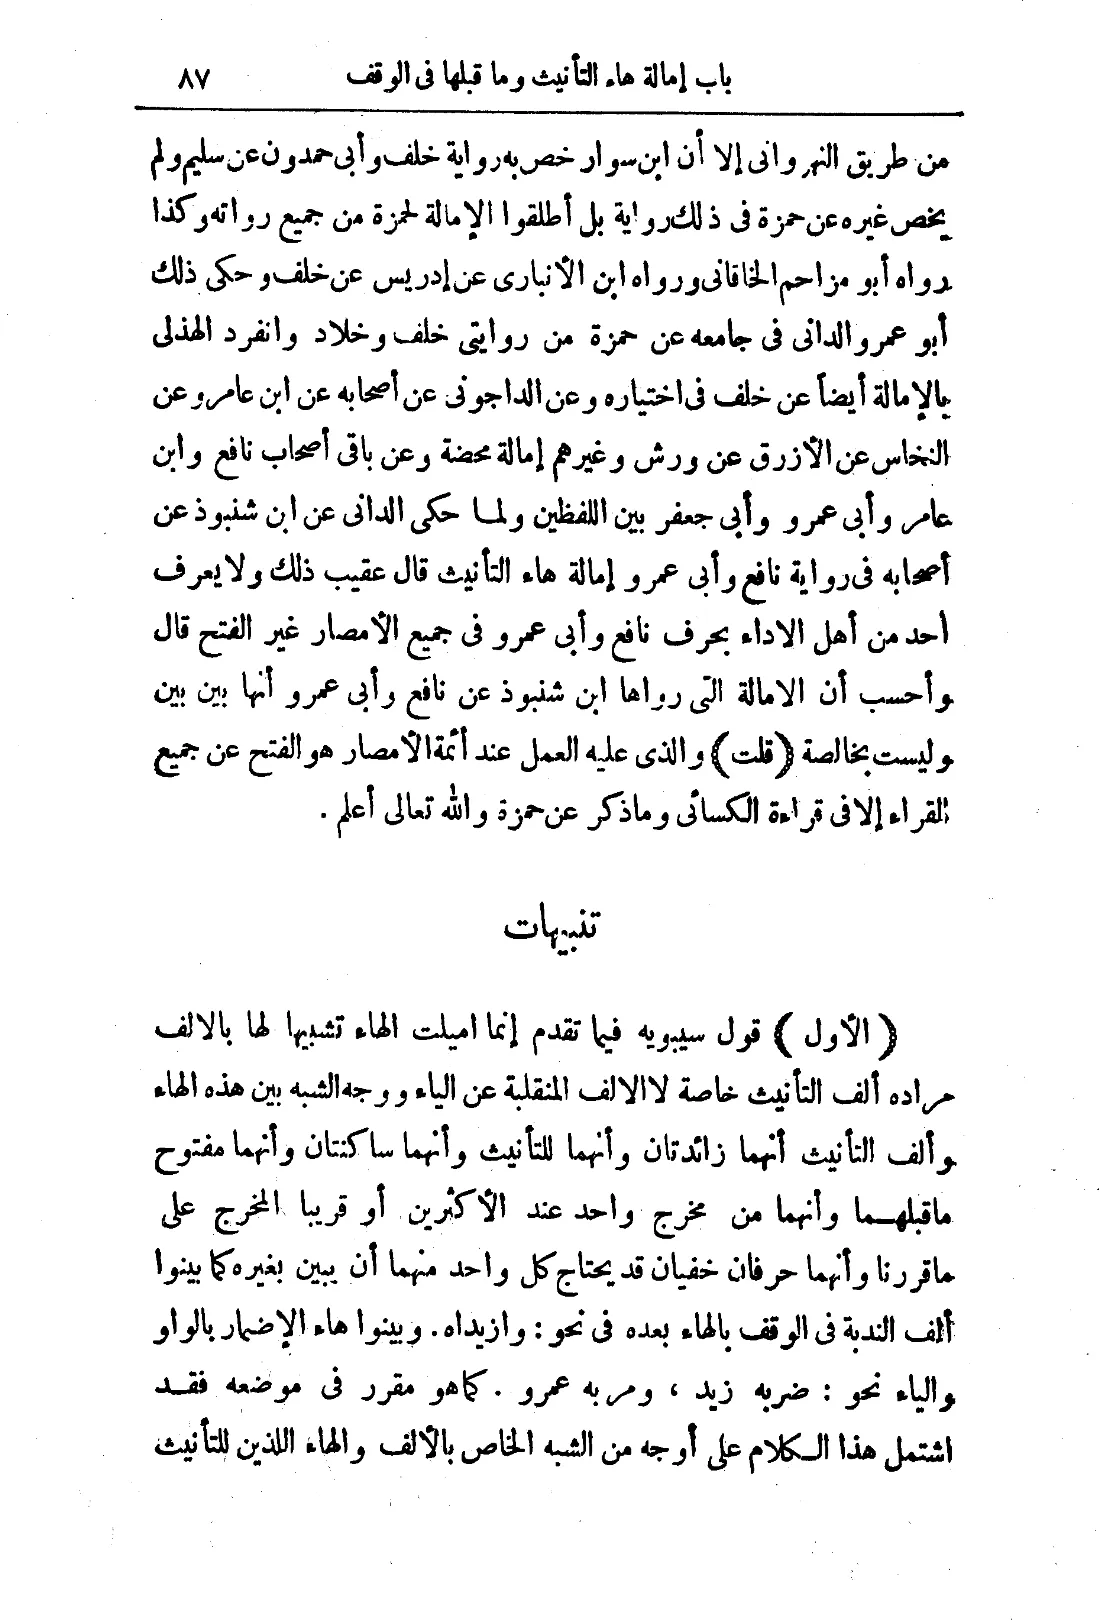 باب إمالة هاء التأنيث وما قبلها فى الوقف ٨٧
من طريق النهروانى إلا أن ابن سوار خص به رواية خلف وأبى حمدون عن سليم ولم
يخص غيره عن حمزة فى ذلك رواية بل أطلقوا الإمالة لحمزة من جميع رواته وكذا
رواه أبو مزاحم الخاقانى ورواه ابن الأنبارى عن إدريس عن خلف وحكى ذلك
أبو عمرو الدانى فى جامعه عن حمزة من روايتى خلف وخلاد وانفرد الهذلى
بالإمالة أيضاً عن خلف فى اختياره وعن الداجونى عن أصحابه عن ابن عامر وعن
النخاس عن الأزرق عن ورش وغيرهم إمالة محضة وعن باقى أصحاب نافع وابن
عامر وأبى عمرو وأبى جعفر بين اللفظين ولما حكى الدانى عن ابن شنبوذ عن
أصحابه فى رواية نافع وأبى عمرو إمالة هاء التأنيث قال عقيب ذلك ولا يعرف
أحد من أهل الاداء بحرف نافع وأبى عمرو فى جميع الأمصار غير الفتح قال
وأحسب أن الامالة التى رواها ابن شنبوذ عن نافع وأبى عمرو أنها بين بين
وليست بخالصة (قلت) والذى عليه العمل عند أئمة الأمصار هو الفتح عن جميع
القراء إلا فى قراءة الكسائى وما ذكر عن حمزة والله تعالى أعلم .
تنبيهات
(الأول) قول سيبويه فيما تقدم إنما اميلت الهاء تشبيها لها بالالف
مراده ألف التأنيث خاصة لا الالف المنقلبة عن الياء ووجه الشبه بين هذه الهاء
وألف التأنيث أنهما زائدتان وأنهما للتأنيث وأنهما ساكنتان وأنهما مفتوح
ماقبلهـما وأنهما من مخرج واحد عند الأكثرين أو قريبا المخرج على
ماقررنا وأنهما حرفان خفيان قد يحتاج كل واحد منهما أن يبين بغيره كما بينوا
ألف الندبة فى الوقف بالهاء بعده فى نحو : وازيداه. وبينوا هاء الإضمار بالواو
والياء نحو : ضربه زيد ، ومر به عمرو . كما هو مقرر فى موضعه فقـد
اشتمل هذا الـكلام على أوجه من الشبه الخاص بالألف والهاء اللذين للتأنيث